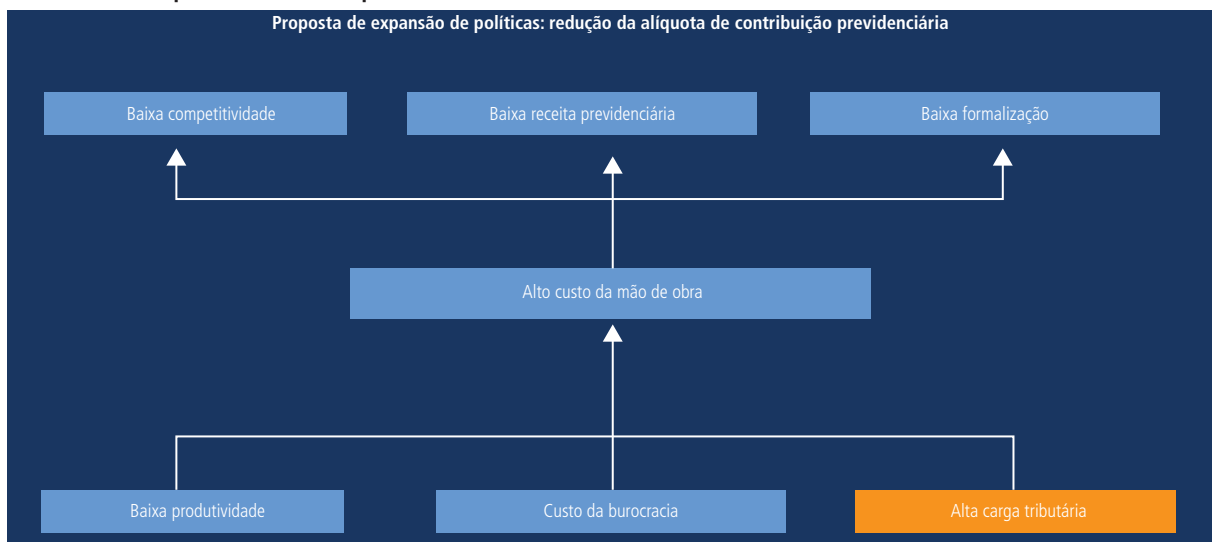 Proposta de expansão de políticas: redução da alíquota de contribuição previdenciária
Baixa competitividade
Baixa receita previdenciária
Baixa formalização
Alto custo da mão de obra
Baixa produtividade
Custo da burocracia
Alta carga tributária